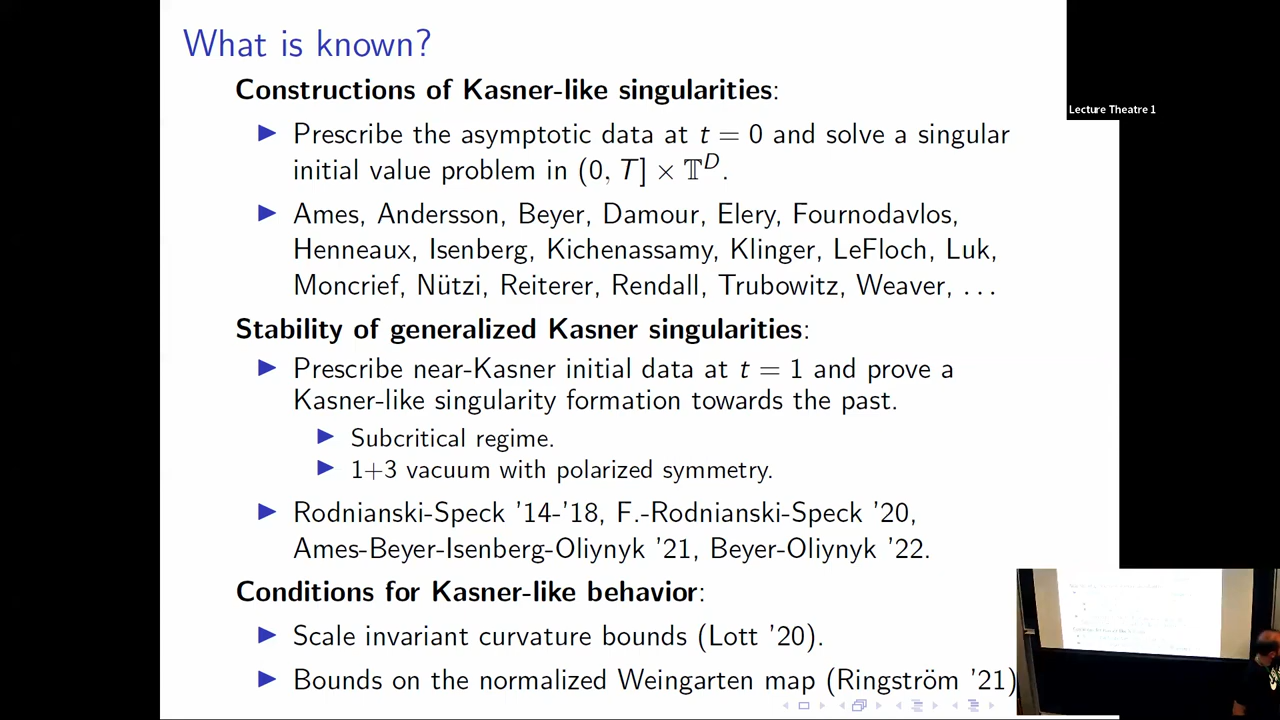 What is known?
Constructions of Kasner-like singularities:
Prescribe the asymptotic data at t = 0 and solve a singular
initial value problem in (0, T] × 𝕋^D.
Lecture Theatre 1
Ames, Andersson, Beyer, Damour, Elery, Fournodavlos,
Henneaux, Isenberg, Kichenassamy, Klinger, LeFloch, Luk,
Moncrief, Nützi, Reiterer, Rendall, Trubowitz, Weaver, ...
Stability of generalized Kasner singularities:
Prescribe near-Kasner initial data at t = 1 and prove a
Kasner-like singularity formation towards the past.
Subcritical regime.
1+3 vacuum with polarized symmetry.
Rodnianski-Speck '14-'18, F.-Rodnianski-Speck '20,
Ames-Beyer-Isenberg-Oliynyk '21, Beyer-Oliynyk '22.
Conditions for Kasner-like behavior:
Scale invariant curvature bounds (Lott '20).
Bounds on the normalized Weingarten map (Ringström '21)